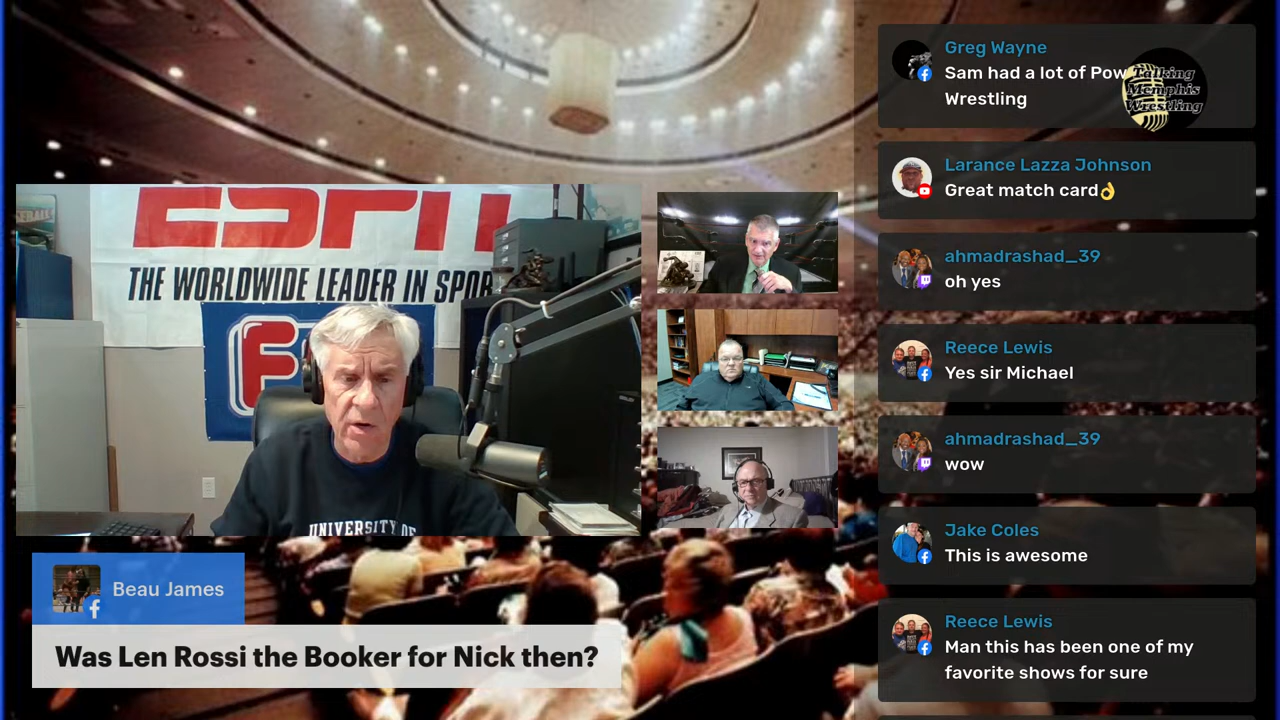 ESPN
THE WORLDWIDE LEADER IN SPOR
UNIVERSITY OF
Beau James
Was Len Rossi the Booker for Nick then?
Greg Wayne
Sam had a lot of Pow
Wrestling
Talking
Memphis
Wrestling
Larance Lazza Johnson
Great match card👌
ahmadrashad_39
oh yes
Reece Lewis
Yes sir Michael
ahmadrashad_39
wow
Jake Coles
This is awesome
Reece Lewis
Man this has been one of my
favorite shows for sure